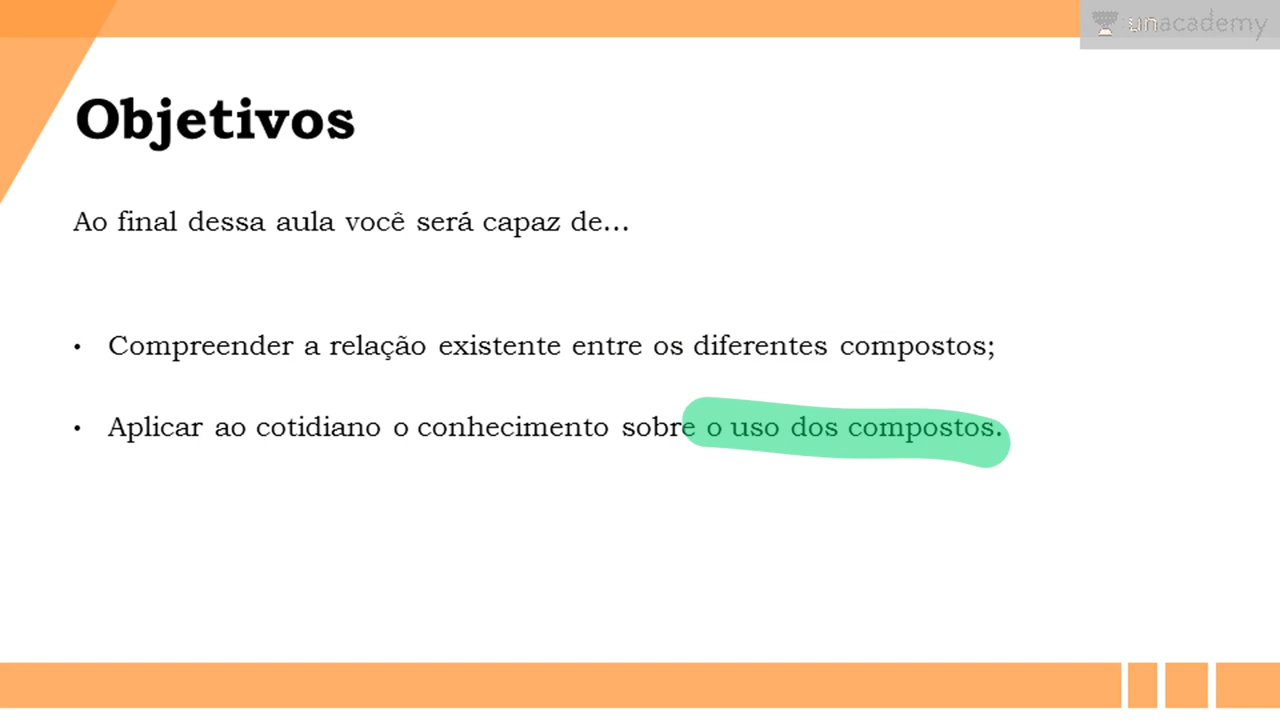 unacademy
Objetivos
Ao final dessa aula você será capaz de...
• Compreender a relação existente entre os diferentes compostos;
• Aplicar ao cotidiano o conhecimento sobre o uso dos compostos.